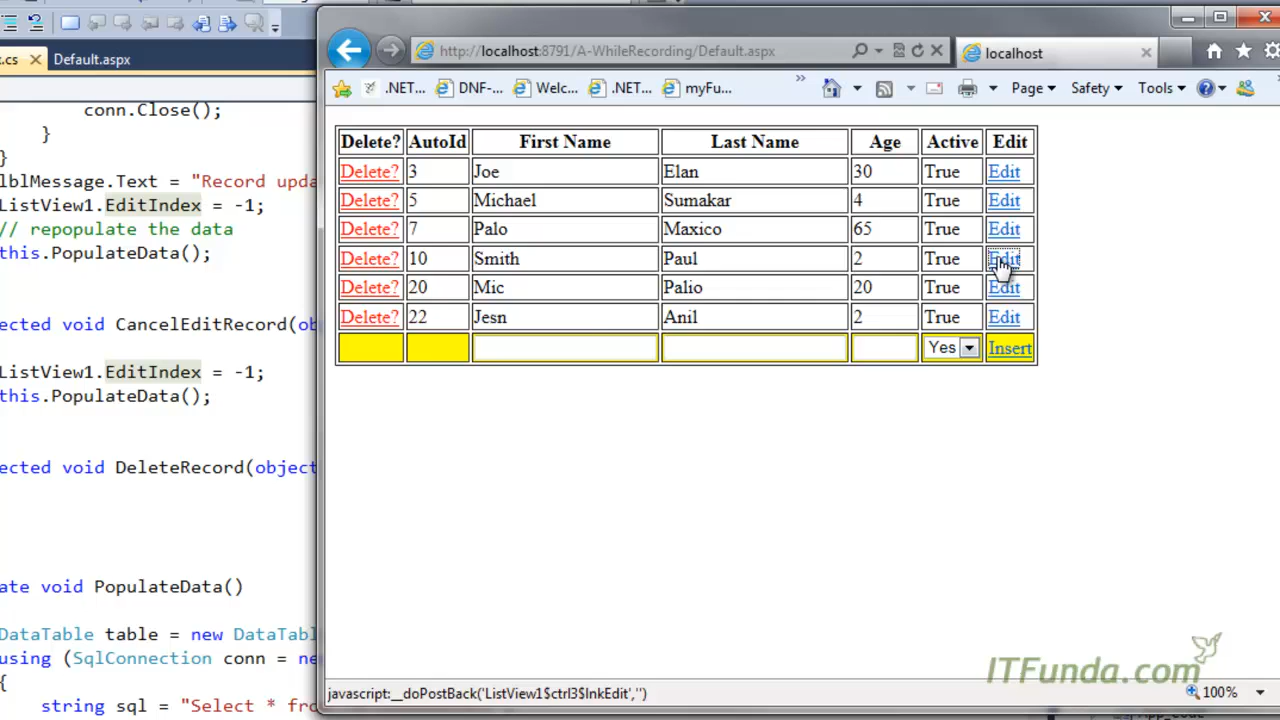 .cs
Default.aspx
conn.Close();
}
}
lblMessage.Text = "Record upda
ListView1.EditIndex = -1;
// repopulate the data
this.PopulateData();
ected void CancelEditRecord(ob
ListView1.EditIndex = -1;
this.PopulateData();
ected void DeleteRecord(object
ate void PopulateData()
DataTable table = new DataTabl
using (SqlConnection conn = ne
{
string sql = "Select * fro
http://localhost:8791/A-WhileRecording/Default.aspx
localhost
.NET... DNF-... Welc... .NET... myFu...
Page Safety Tools
Delete? AutoId First Name Last Name Age Active Edit
Delete? 3 Joe Elan 30 True Edit
Delete? 5 Michael Sumakar 4 True Edit
Delete? 7 Palo Maxico 65 True Edit
Delete? 10 Smith Paul 2 True Edit
Delete? 20 Mic Palio 20 True Edit
Delete? 22 Jesn Anil 2 True Edit
Yes Insert
ITFunda.com
javascript:__doPostBack('ListView1$ctrl3$lnkEdit','')
100%